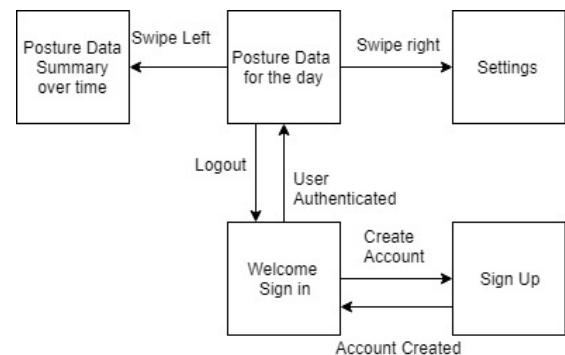 Posture Data
Summary
over time
Swipe Left
Posture Data
for the day
Swipe right
Settings
Logout
User
Authenticated
Welcome
Sign in
Create
Account
Sign Up
Account Created